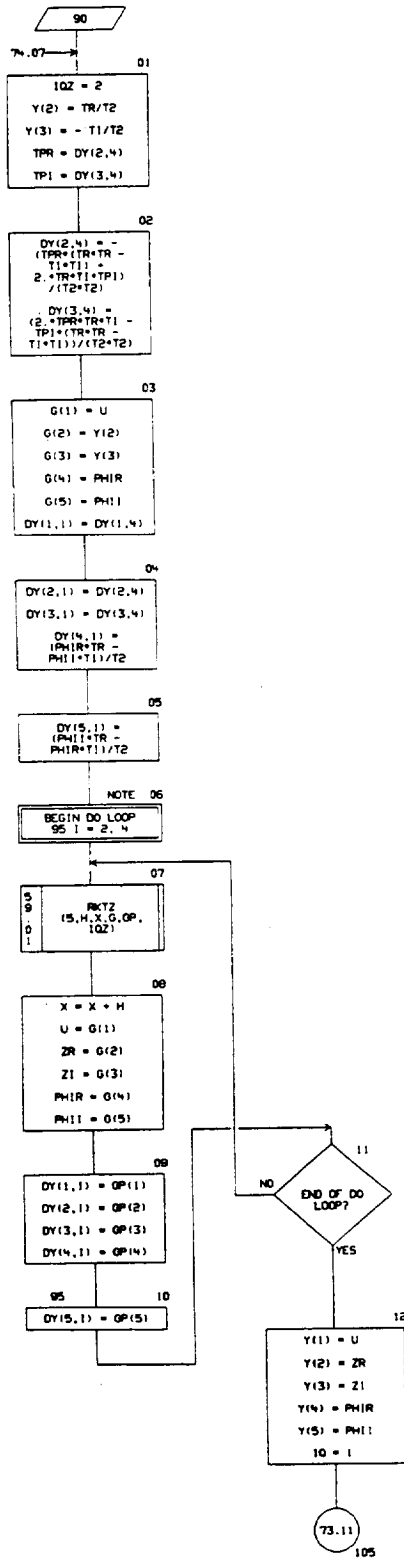 90
74.07
01
IQZ = 2
Y(2) = TR/T2
Y(3) = - TI/T2
TPR = DY(2,4)
TPI = DY(3,4)
02
DY(2,4) = -
(TPR*(TR*TR -
TI*TI) +
2.*TR*TI*TPI)
/(T2*T2)
DY(3,4) =
(2.*TPR*TR*TI -
TPI*(TR*TR -
TI*TI))/(T2*T2)
03
G(1) = U
G(2) = Y(2)
G(3) = Y(3)
G(4) = PHIR
G(5) = PHII
DY(1,1) = DY(1,4)
04
DY(2,1) = DY(2,4)
DY(3,1) = DY(3,4)
DY(4,1) =
(PHIR*TR -
PHII*TI)/T2
05
DY(5,1) =
(PHII*TR -
PHIR*TI)/T2
NOTE 06
BEGIN DO LOOP
95 I = 2, 4
07
59.01
RKTZ
(5,H,X,G,GP,
IQZ)
08
X = X + H
U = G(1)
ZR = G(2)
ZI = G(3)
PHIR = G(4)
PHII = G(5)
09
DY(1,I) = GP(1)
DY(2,I) = GP(2)
DY(3,I) = GP(3)
DY(4,I) = GP(4)
95 10
DY(5,I) = GP(5)
11
END OF DO
LOOP?
NO
YES
12
Y(1) = U
Y(2) = ZR
Y(3) = ZI
Y(4) = PHIR
Y(5) = PHII
IQ = 1
73.11
105